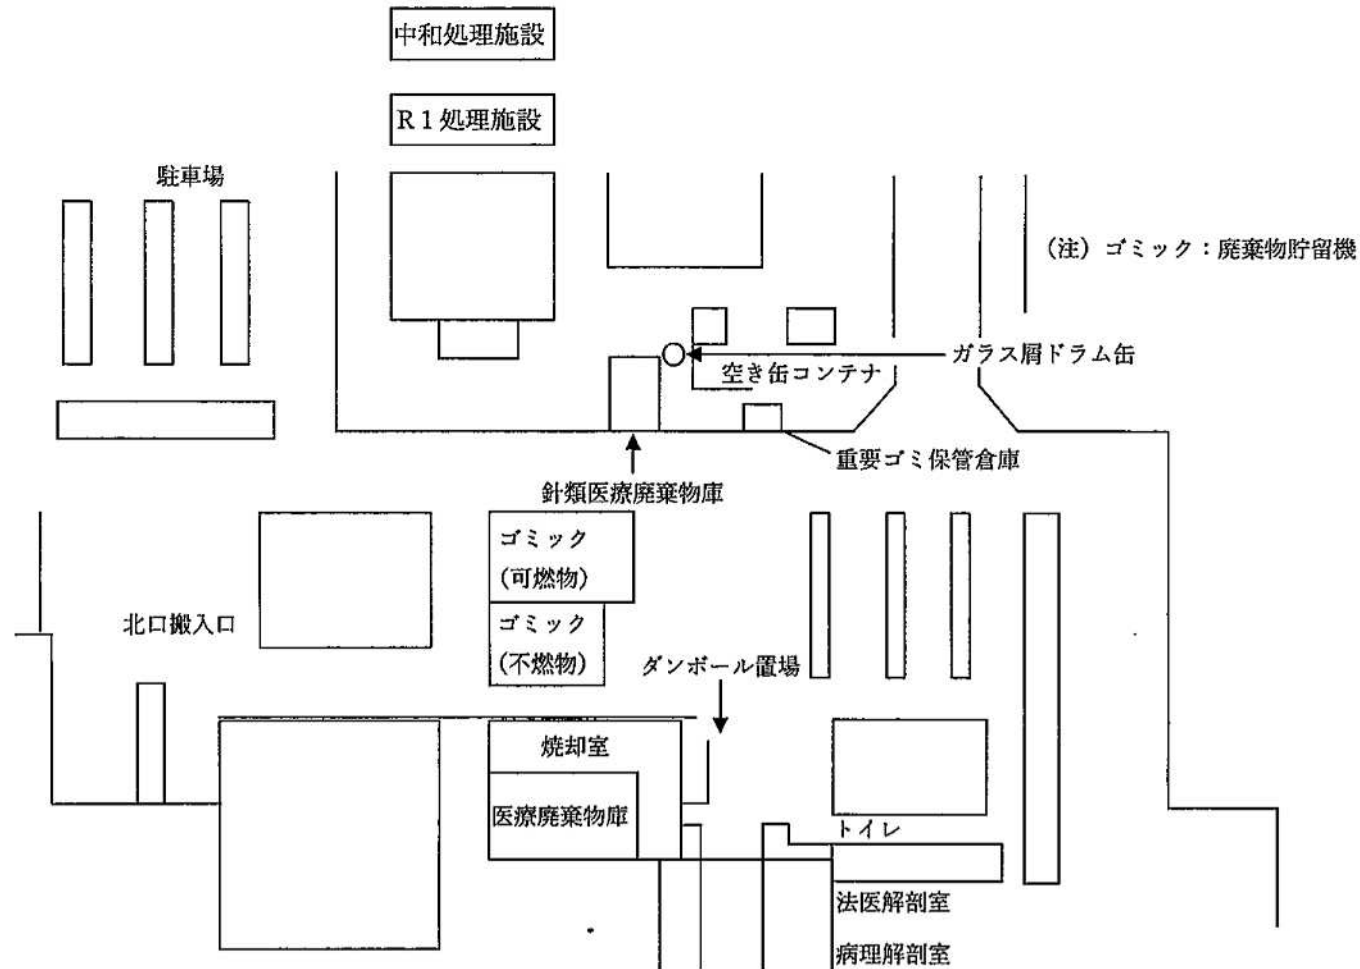 中和処理施設
R1処理施設
駐車場
(注)ゴミック:廃棄物貯留機
ガラス屑ドラム缶
空き缶コンテナ
重要ゴミ保管倉庫
針類医療廃棄物庫
ゴミック
(可燃物)
北口搬入口
ゴミック
(不燃物)
ダンボール置場
焼却室
医療廃棄物庫
トイレ
法医解剖室
病理解剖室